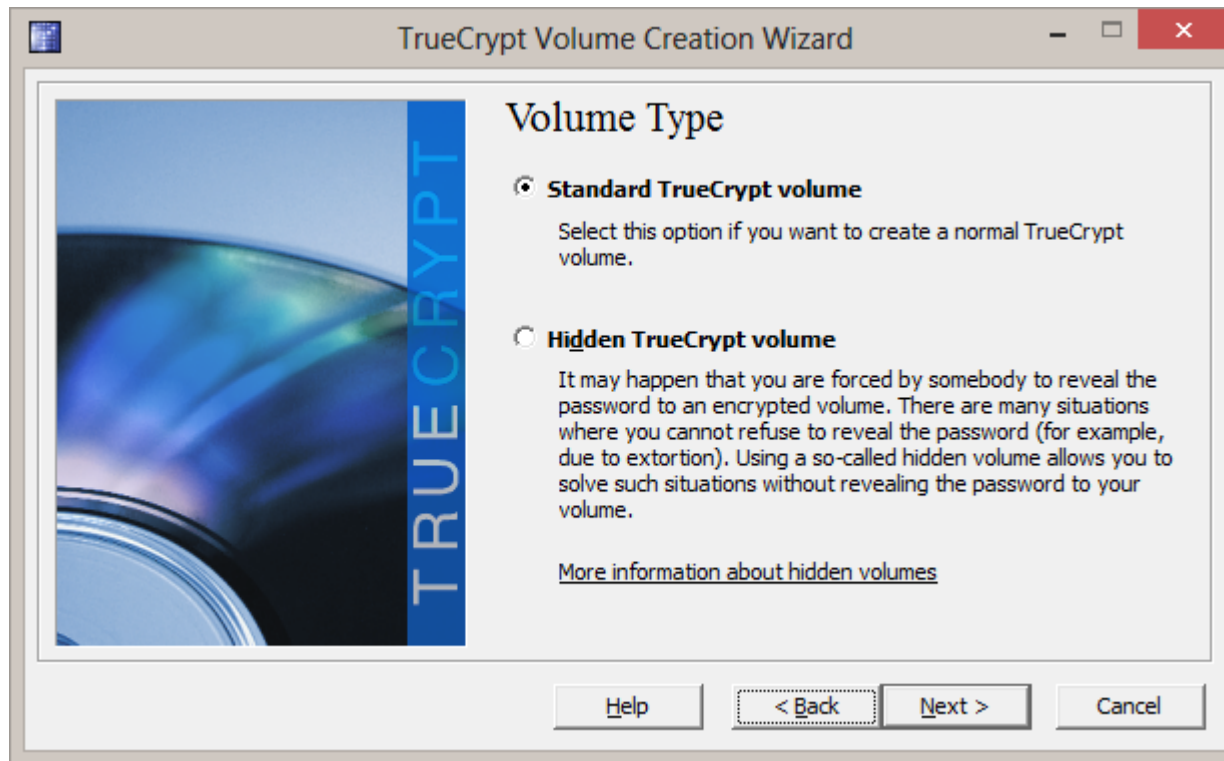 TrueCrypt Volume Creation Wizard
TRUECRYPT
Volume Type
Standard TrueCrypt volume
Select this option if you want to create a normal TrueCrypt
volume.
Hidden TrueCrypt volume
It may happen that you are forced by somebody to reveal the
password to an encrypted volume. There are many situations
where you cannot refuse to reveal the password (for example,
due to extortion). Using a so-called hidden volume allows you to
solve such situations without revealing the password to your
volume.
More information about hidden volumes
Help
< Back
Next >
Cancel